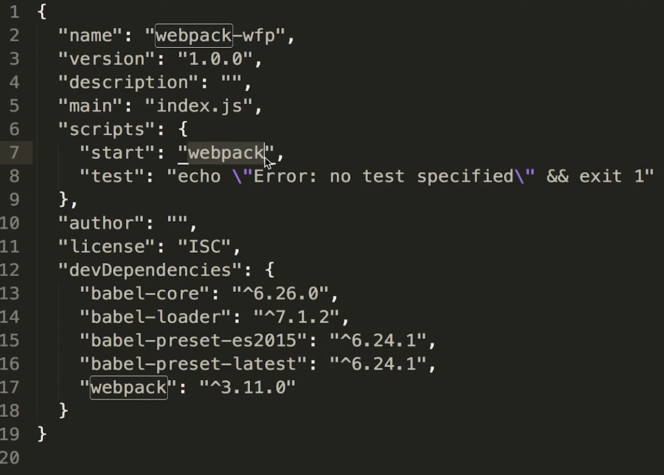 1 {
2 "name": "webpack-wfp",
3 "version": "1.0.0",
4 "description": "",
5 "main": "index.js",
6 "scripts": {
7 "start": "webpack",
8 "test": "echo \"Error: no test specified\" && exit 1"
9 },
10 "author": "",
11 "license": "ISC",
12 "devDependencies": {
13 "babel-core": "^6.26.0",
14 "babel-loader": "^7.1.2",
15 "babel-preset-es2015": "^6.24.1",
16 "babel-preset-latest": "^6.24.1",
17 "webpack": "^3.11.0"
18 }
19 }
20